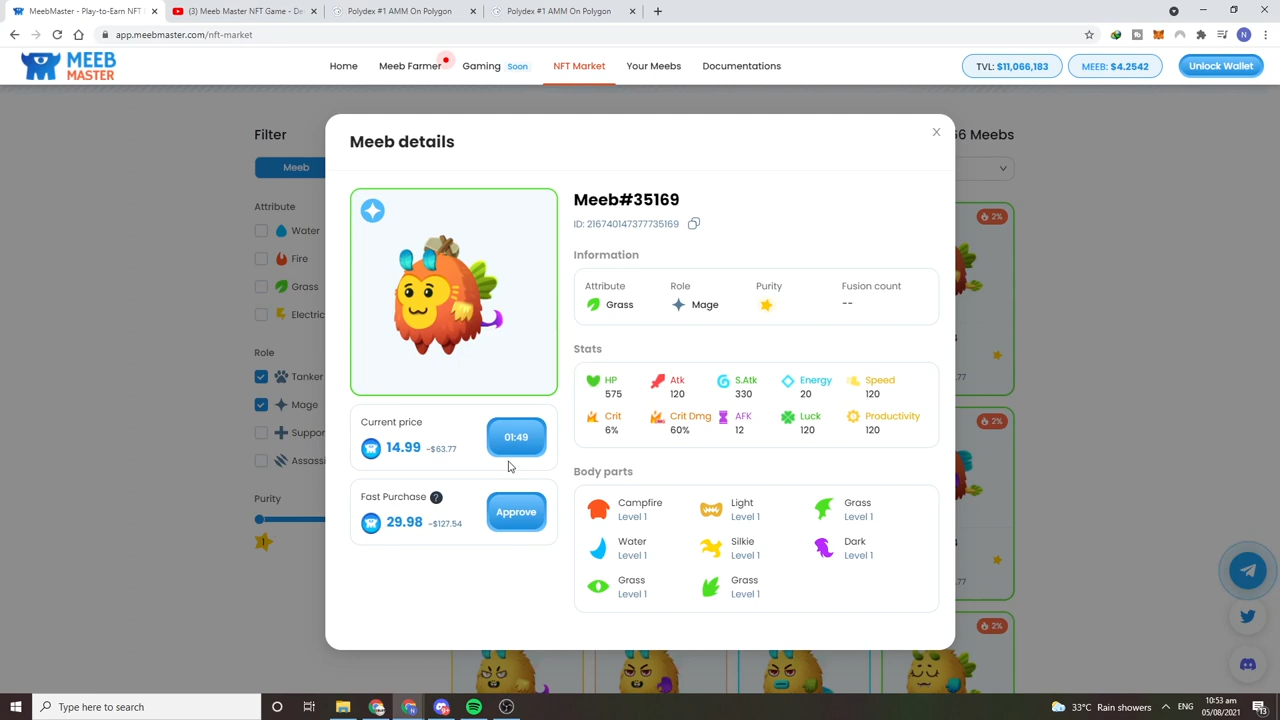 MeebMaster - Play-to-Earn NFT
(3) Meeb Master NFT Game - De
Polydex #1 AMM On Polygon
Polydex #1 AMM On Polygon
app.meebmaster.com/nft-market
N
MEEB MASTER
Home
Meeb Farmer
Gaming Soon
NFT Market
Your Meebs
Documentations
TVL: $11,066,183
MEEB: $4.2542
Unlock Wallet
Filter
Meeb
Attribute
Water
Fire
Grass
Electric
Role
Tanker
Mage
Suppor
Assassi
Purity
1
Meebs
2%
2%
2%
Meeb details
Current price
14.99 ~$63.77
01:49
Fast Purchase ?
29.98 ~$127.54
Approve
Meeb#35169
ID: 216740147377735169
Information
Attribute Role Purity Fusion count
Grass Mage --
Stats
HP Atk S.Atk Energy Speed
575 120 330 20 120
Crit Crit Dmg AFK Luck Productivity
6% 60% 12 120 120
Body parts
Campfire Light Grass
Level 1 Level 1 Level 1
Water Silkie Dark
Level 1 Level 1 Level 1
Grass Grass
Level 1 Level 1
Type here to search
33°C Rain showers
ENG
10:53 am
05/08/2021